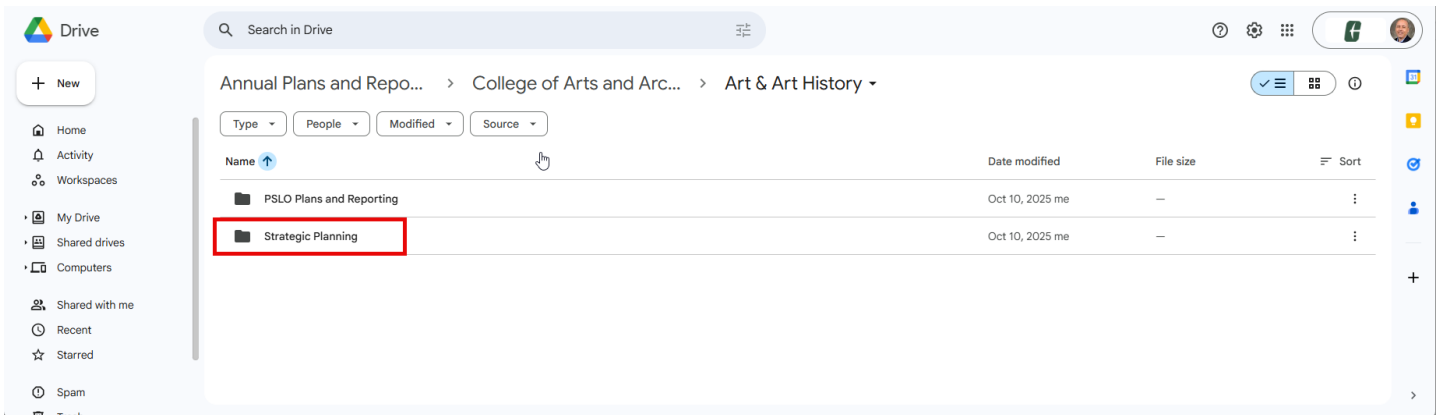 Drive
Search in Drive
New
Annual Plans and Repo... > College of Arts and Arc... > Art & Art History
31
Type People Modified Source
Home
Activity
Workspaces
My Drive
Shared drives
Computers
Shared with me
Recent
Starred
Spam
Name Date modified File size Sort
PSLO Plans and Reporting Oct 10, 2025 me —
Strategic Planning Oct 10, 2025 me —